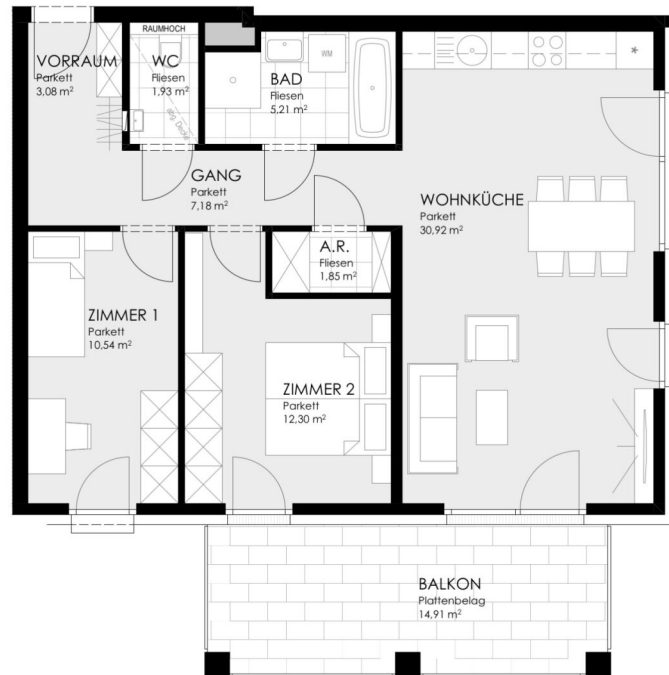 VORRAUM
Parkett
3,08 m²
RAUMHOCH
WC
Fliesen
1,93 m²
abg. Decke
BAD
Fliesen
5,21 m²
WM
*
GANG
Parkett
7,18 m²
WOHNKÜCHE
Parkett
30,92 m²
A.R.
Fliesen
1,85 m²
ZIMMER 1
Parkett
10,54 m²
ZIMMER 2
Parkett
12,30 m²
BALKON
Plattenbelag
14,91 m²